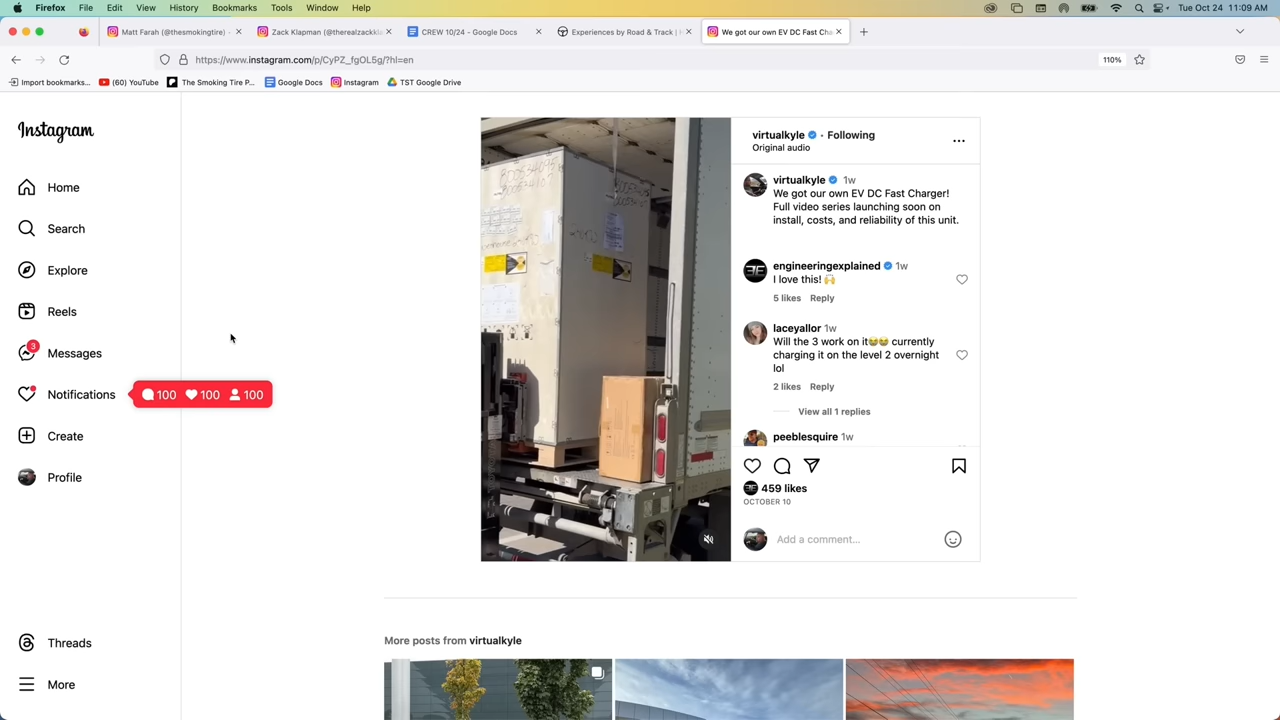 Firefox File Edit View History Bookmarks Tools Window Help Tue Oct 24 11:09 AM
Matt Farah (@thesmokingtire) • Zack Klapman (@therealzackkla CREW 10/24 - Google Docs Experiences by Road & Track | We got our own EV DC Fast Cha
https://www.instagram.com/p/CyPZ_fgOL5g/?hl=en 110%
Import bookmarks... (60) YouTube The Smoking Tire P... Google Docs Instagram TST Google Drive
Instagram
Home
Search
Explore
Reels
3
Messages
Notifications
100 100 100
Create
Profile
Threads
More
virtualkyle • Following
Original audio
virtualkyle 1w
We got our own EV DC Fast Charger!
Full video series launching soon on
install, costs, and reliability of this unit.
engineeringexplained 1w
I love this! 🙌
5 likes Reply
laceyallor 1w
Will the 3 work on it😂😂 currently
charging it on the level 2 overnight
lol
2 likes Reply
View all 1 replies
peeblesquire 1w
459 likes
OCTOBER 10
Add a comment...
More posts from virtualkyle